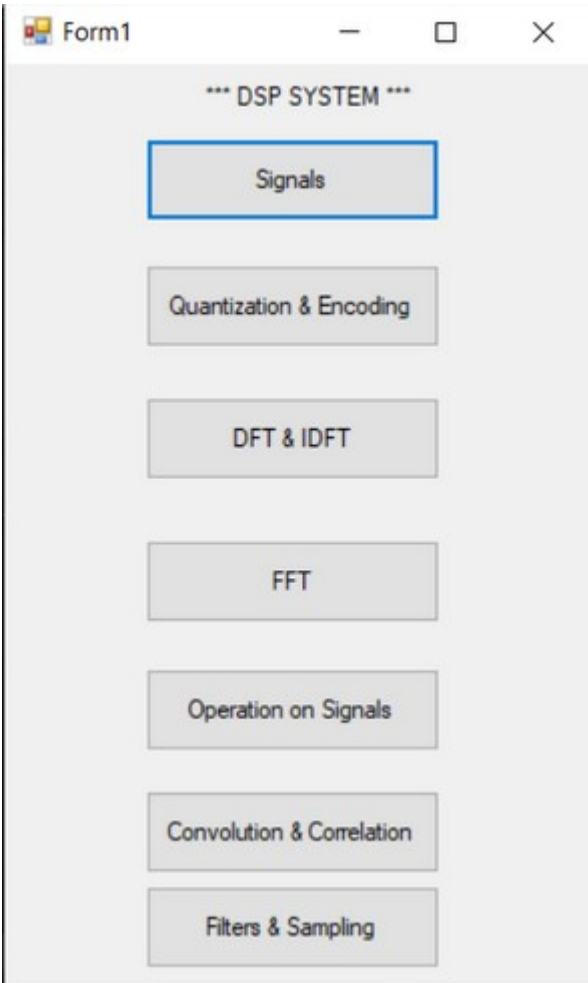 Form1
*** DSP SYSTEM ***
Signals
Quantization & Encoding
DFT & IDFT
FFT
Operation on Signals
Convolution & Correlation
Filters & Sampling